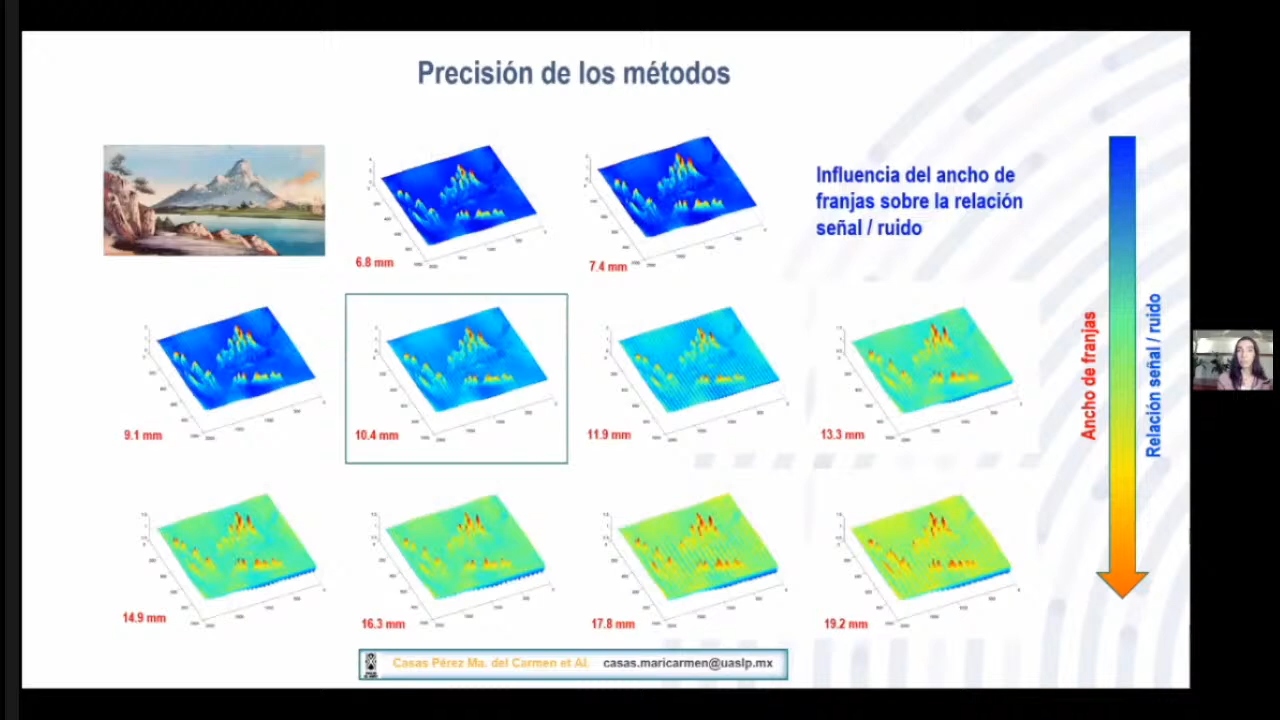 Precisión de los métodos
Influencia del ancho de
franjas sobre la relación
señal / ruido
6.8 mm
7.4 mm
9.1 mm
10.4 mm
11.9 mm
13.3 mm
14.9 mm
16.3 mm
17.8 mm
19.2 mm
Ancho de franjas
Relación señal / ruido
Casas Pérez Ma. del Carmen et Al. casas.maricarmen@uaslp.mx